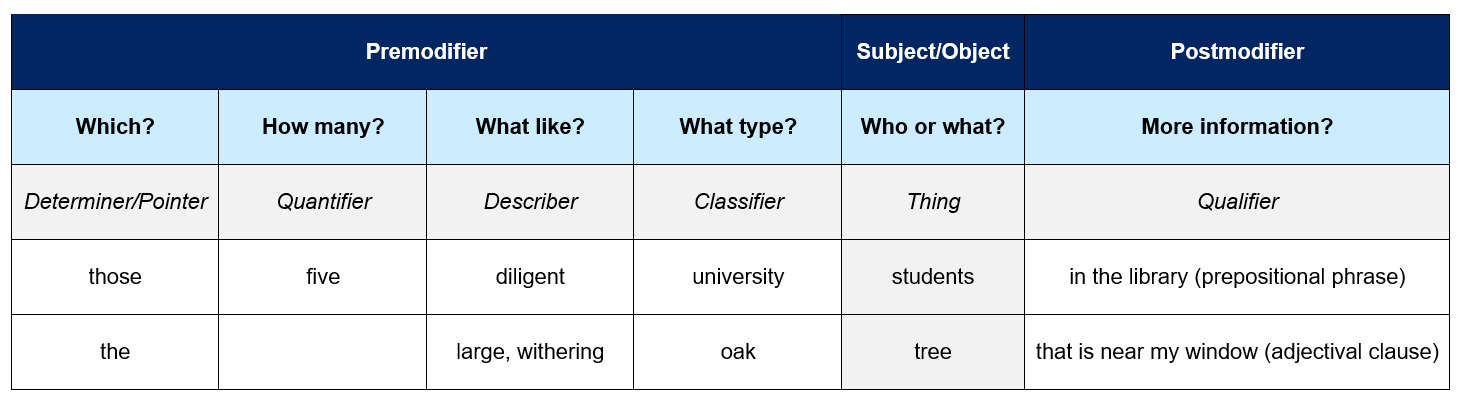 Premodifier Subject/Object Postmodifier
Which? How many? What like? What type? Who or what? More information?
Determiner/Pointer Quantifier Describer Classifier Thing Qualifier
those five diligent university students in the library (prepositional phrase)
the large, withering oak tree that is near my window (adjectival clause)